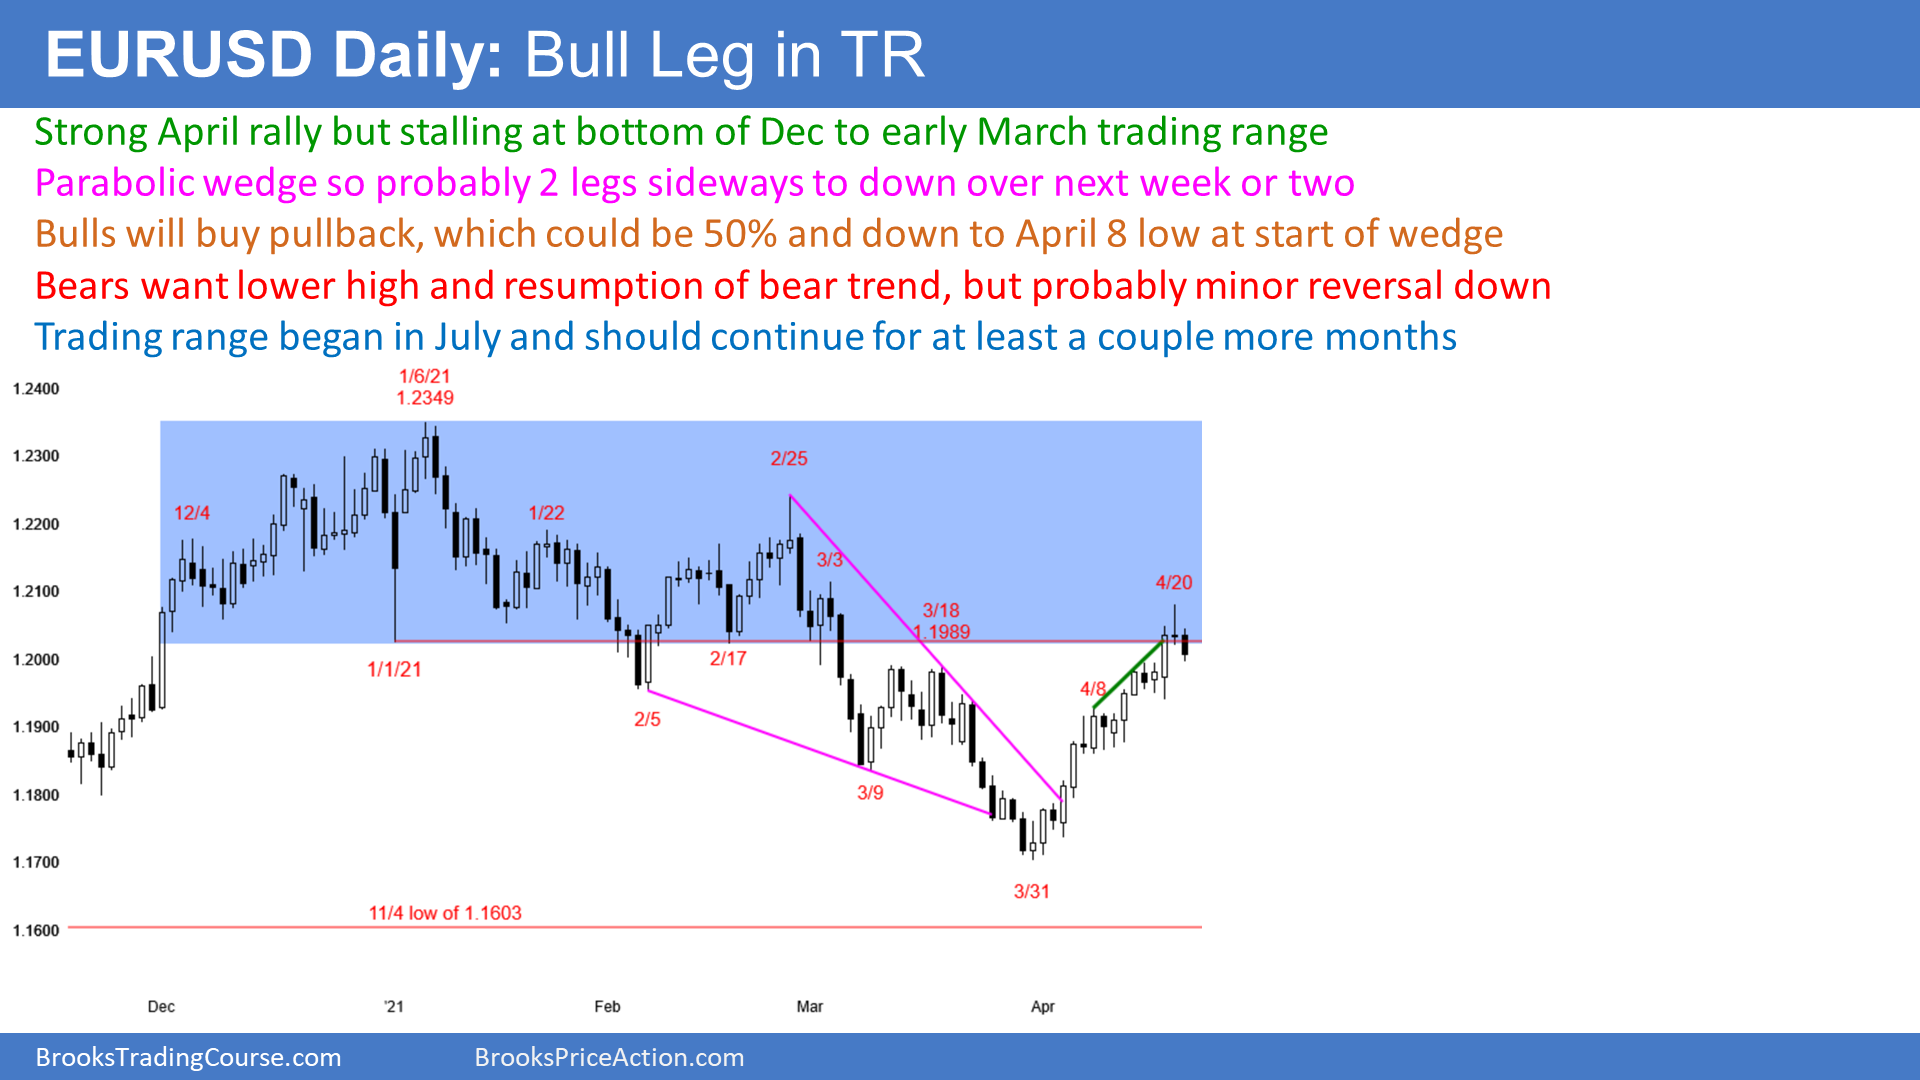 EURUSD Daily: Bull Leg in TR
Strong April rally but stalling at bottom of Dec to early March trading range
Parabolic wedge so probably 2 legs sideways to down over next week or two
Bulls will buy pullback, which could be 50% and down to April 8 low at start of wedge
Bears want lower high and resumption of bear trend, but probably minor reversal down
Trading range began in July and should continue for at least a couple more months
1/6/21
1.2349
1.2400
1.2300
2/25
12/4
1/22
1.2200
3/3
4/20
1.2100
3/18
1.1989
1.2000
1/1/21
2/17
4/8
2/5
1.1900
3/9
1.1800
1.1700
3/31
11/4 low of 1.1603
1.1600
Dec
'21
Feb
Mar
Apr
BrooksTradingCourse.com
BrooksPriceAction.com